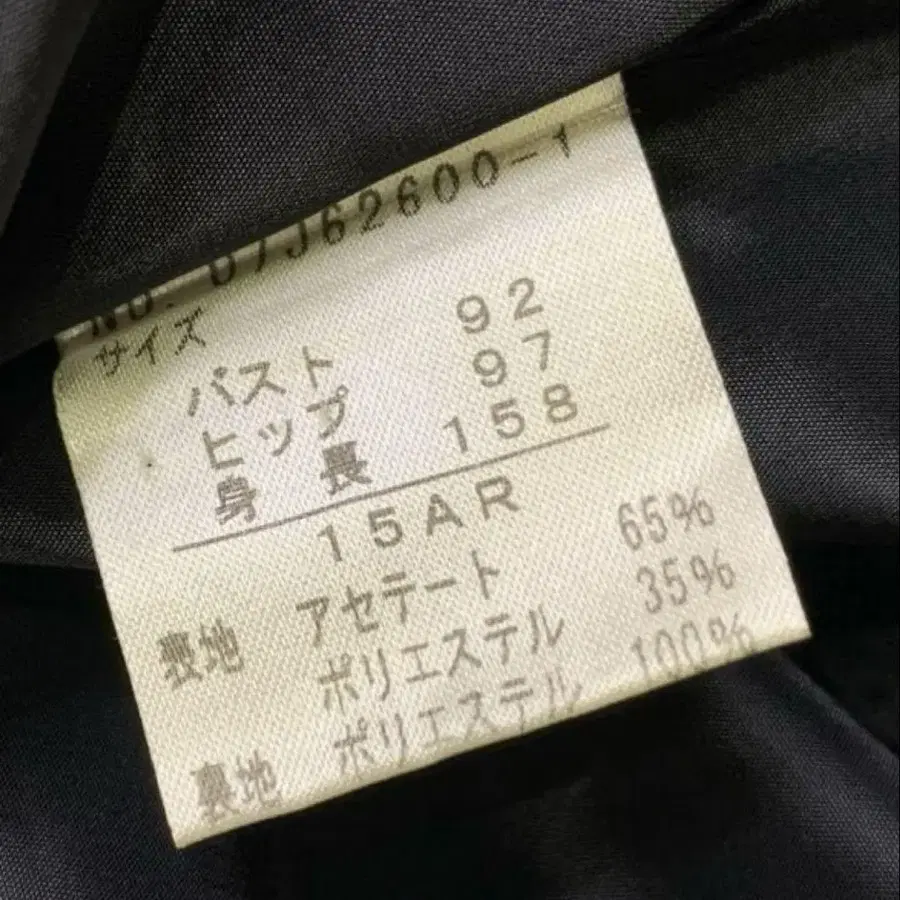 NO. 07J62600-1
サイズ
バスト 92
ヒップ 97
身長 158
15AR
表地 アセテート 65%
ポリエステル 35%
裏地 ポリエステル 100%